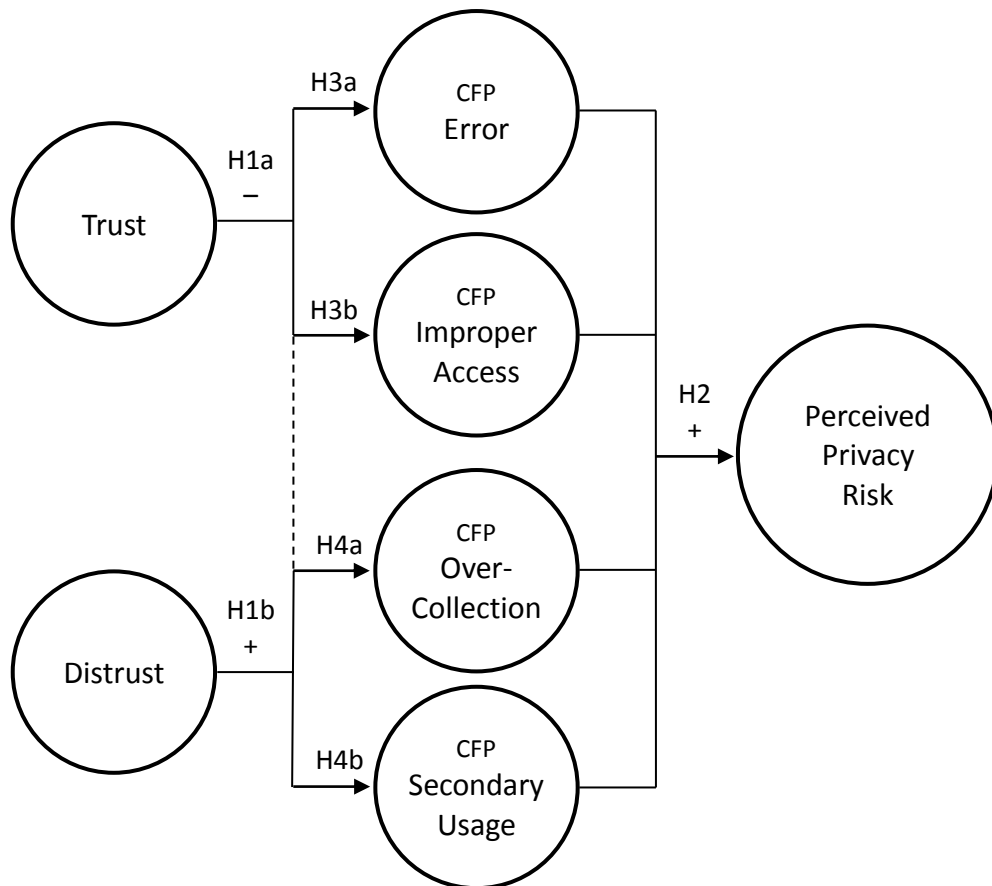 H3a
CFP
Error
H1a
–
Trust
H3b
CFP
Improper
Access
H2
+
Perceived
Privacy
Risk
H4a
CFP
Over-
Collection
H1b
+
Distrust
H4b
CFP
Secondary
Usage